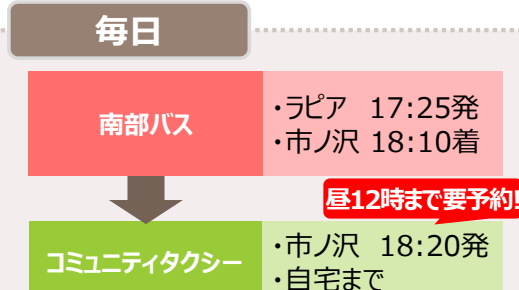 毎日
南部バス
・ラピア 17:25発
・市ノ沢 18:10着
昼12時まで要予約!
コミュニティタクシー
・市ノ沢 18:20発
・自宅まで